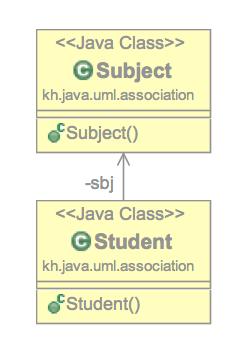 <<Java Class>>
C Subject
kh.java.uml.association
C Subject()
-sbj
<<Java Class>>
C Student
kh.java.uml.association
C Student()